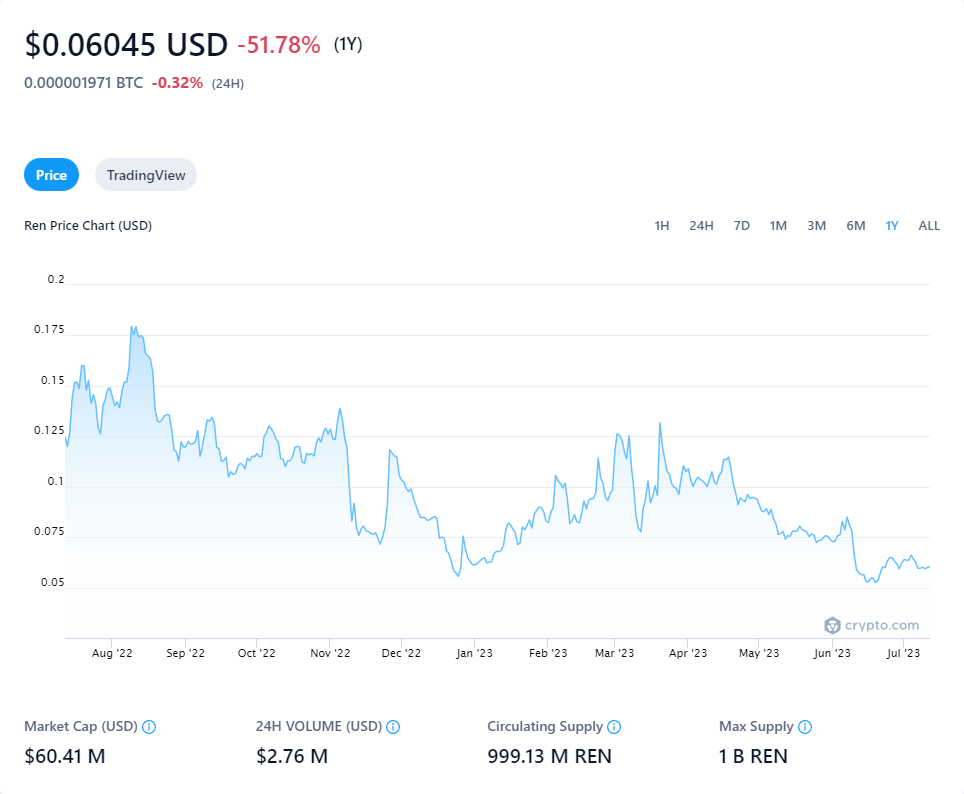 $0.06045 USD -51.78% (1Y)
0.000001971 BTC -0.32% (24H)
Price TradingView
Ren Price Chart (USD) 1H 24H 7D 1M 3M 6M 1Y ALL
0.2
0.175
0.15
0.125
0.1
0.075
0.05
crypto.com
Aug '22 Sep '22 Oct '22 Nov '22 Dec '22 Jan '23 Feb '23 Mar '23 Apr '23 May '23 Jun '23 Jul '23
Market Cap (USD) 24H VOLUME (USD) Circulating Supply Max Supply
$60.41 M $2.76 M 999.13 M REN 1 B REN